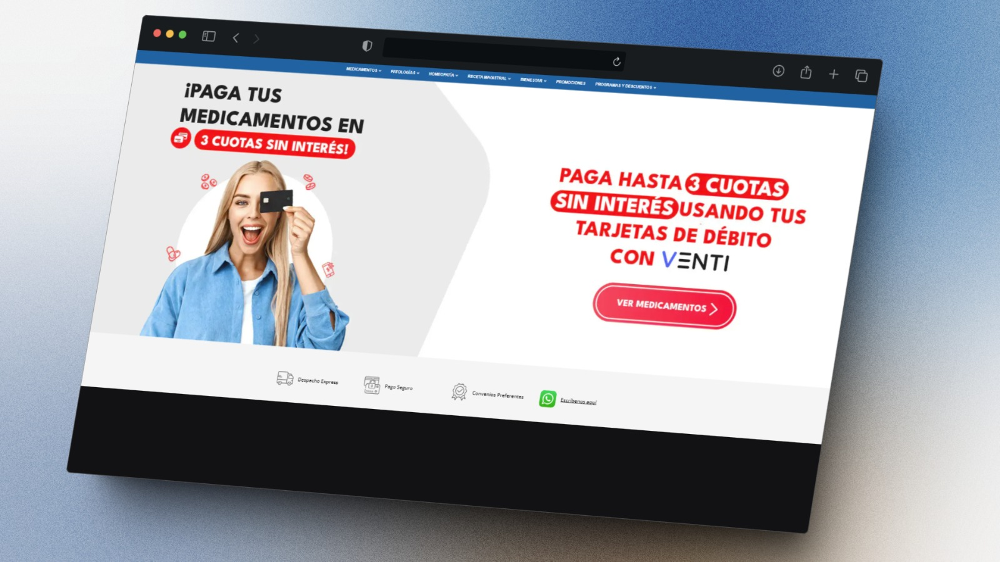 MEDICAMENTOS PATOLOGÍAS HOMEOPATÍA RECETA MAGISTRAL BIENESTAR PROMOCIONES PROGRAMAS Y DESCUENTOS
¡PAGA TUS
MEDICAMENTOS EN
3 CUOTAS SIN INTERÉS!
PAGA HASTA 3 CUOTAS
SIN INTERÉS USANDO TUS
TARJETAS DE DÉBITO
CON VENTI
VER MEDICAMENTOS
Despacho Express
Pago Seguro
Convenios Preferentes
Escríbenos aquí